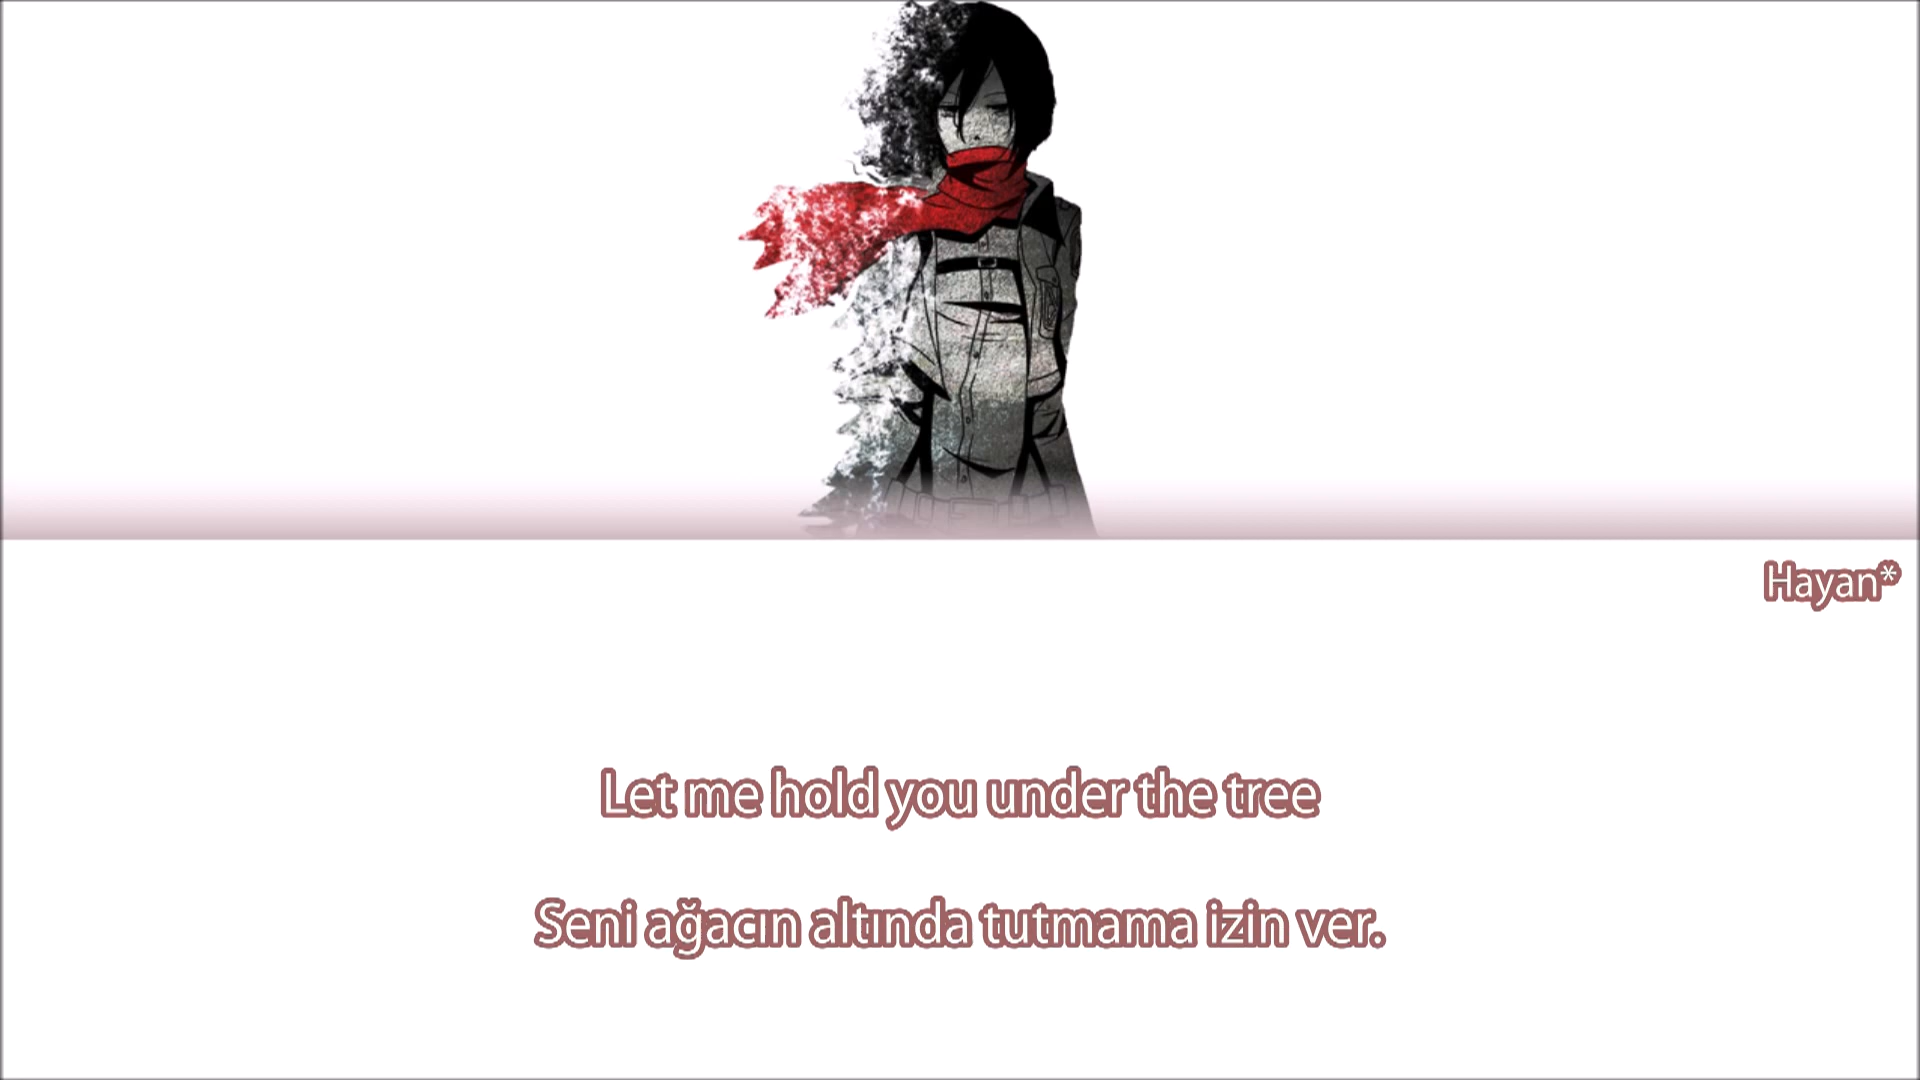 Hayan*
Let me hold you under the tree
Seni ağacın altında tutmama izin ver.